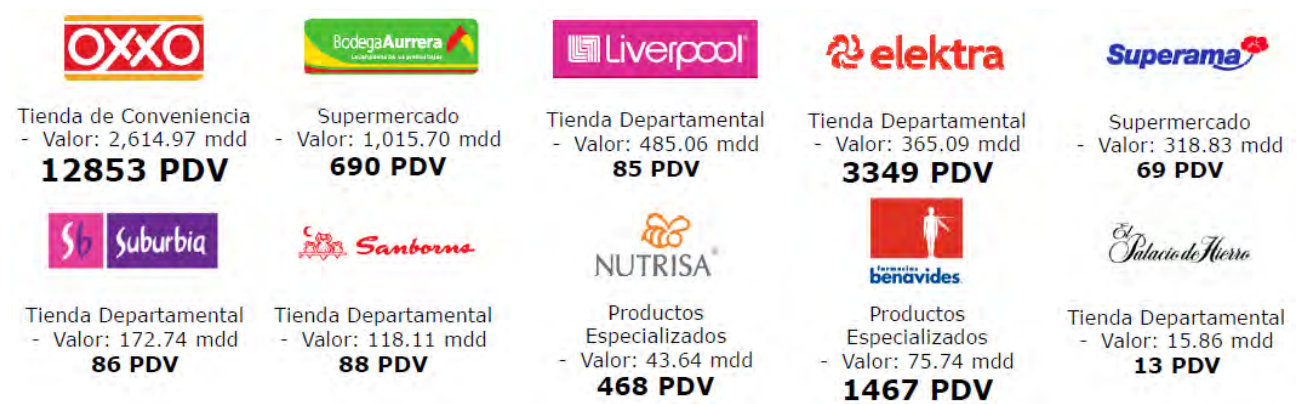 OXXO
Tienda de Conveniencia
- Valor: 2,614.97 mdd
12853 PDV
Bodega Aurrera
Supermercado
- Valor: 1,015.70 mdd
690 PDV
Liverpool
Tienda Departamental
- Valor: 485.06 mdd
85 PDV
elektra
Tienda Departamental
- Valor: 365.09 mdd
3349 PDV
Superama
Supermercado
- Valor: 318.83 mdd
69 PDV
Sb Suburbia
Tienda Departamental
- Valor: 172.74 mdd
86 PDV
Sanborns
Tienda Departamental
- Valor: 118.11 mdd
88 PDV
NUTRISA
Productos
Especializados
- Valor: 43.64 mdd
468 PDV
farmacias
benavides
Productos
Especializados
- Valor: 75.74 mdd
1467 PDV
El
Palacio de Hierro
Tienda Departamental
- Valor: 15.86 mdd
13 PDV